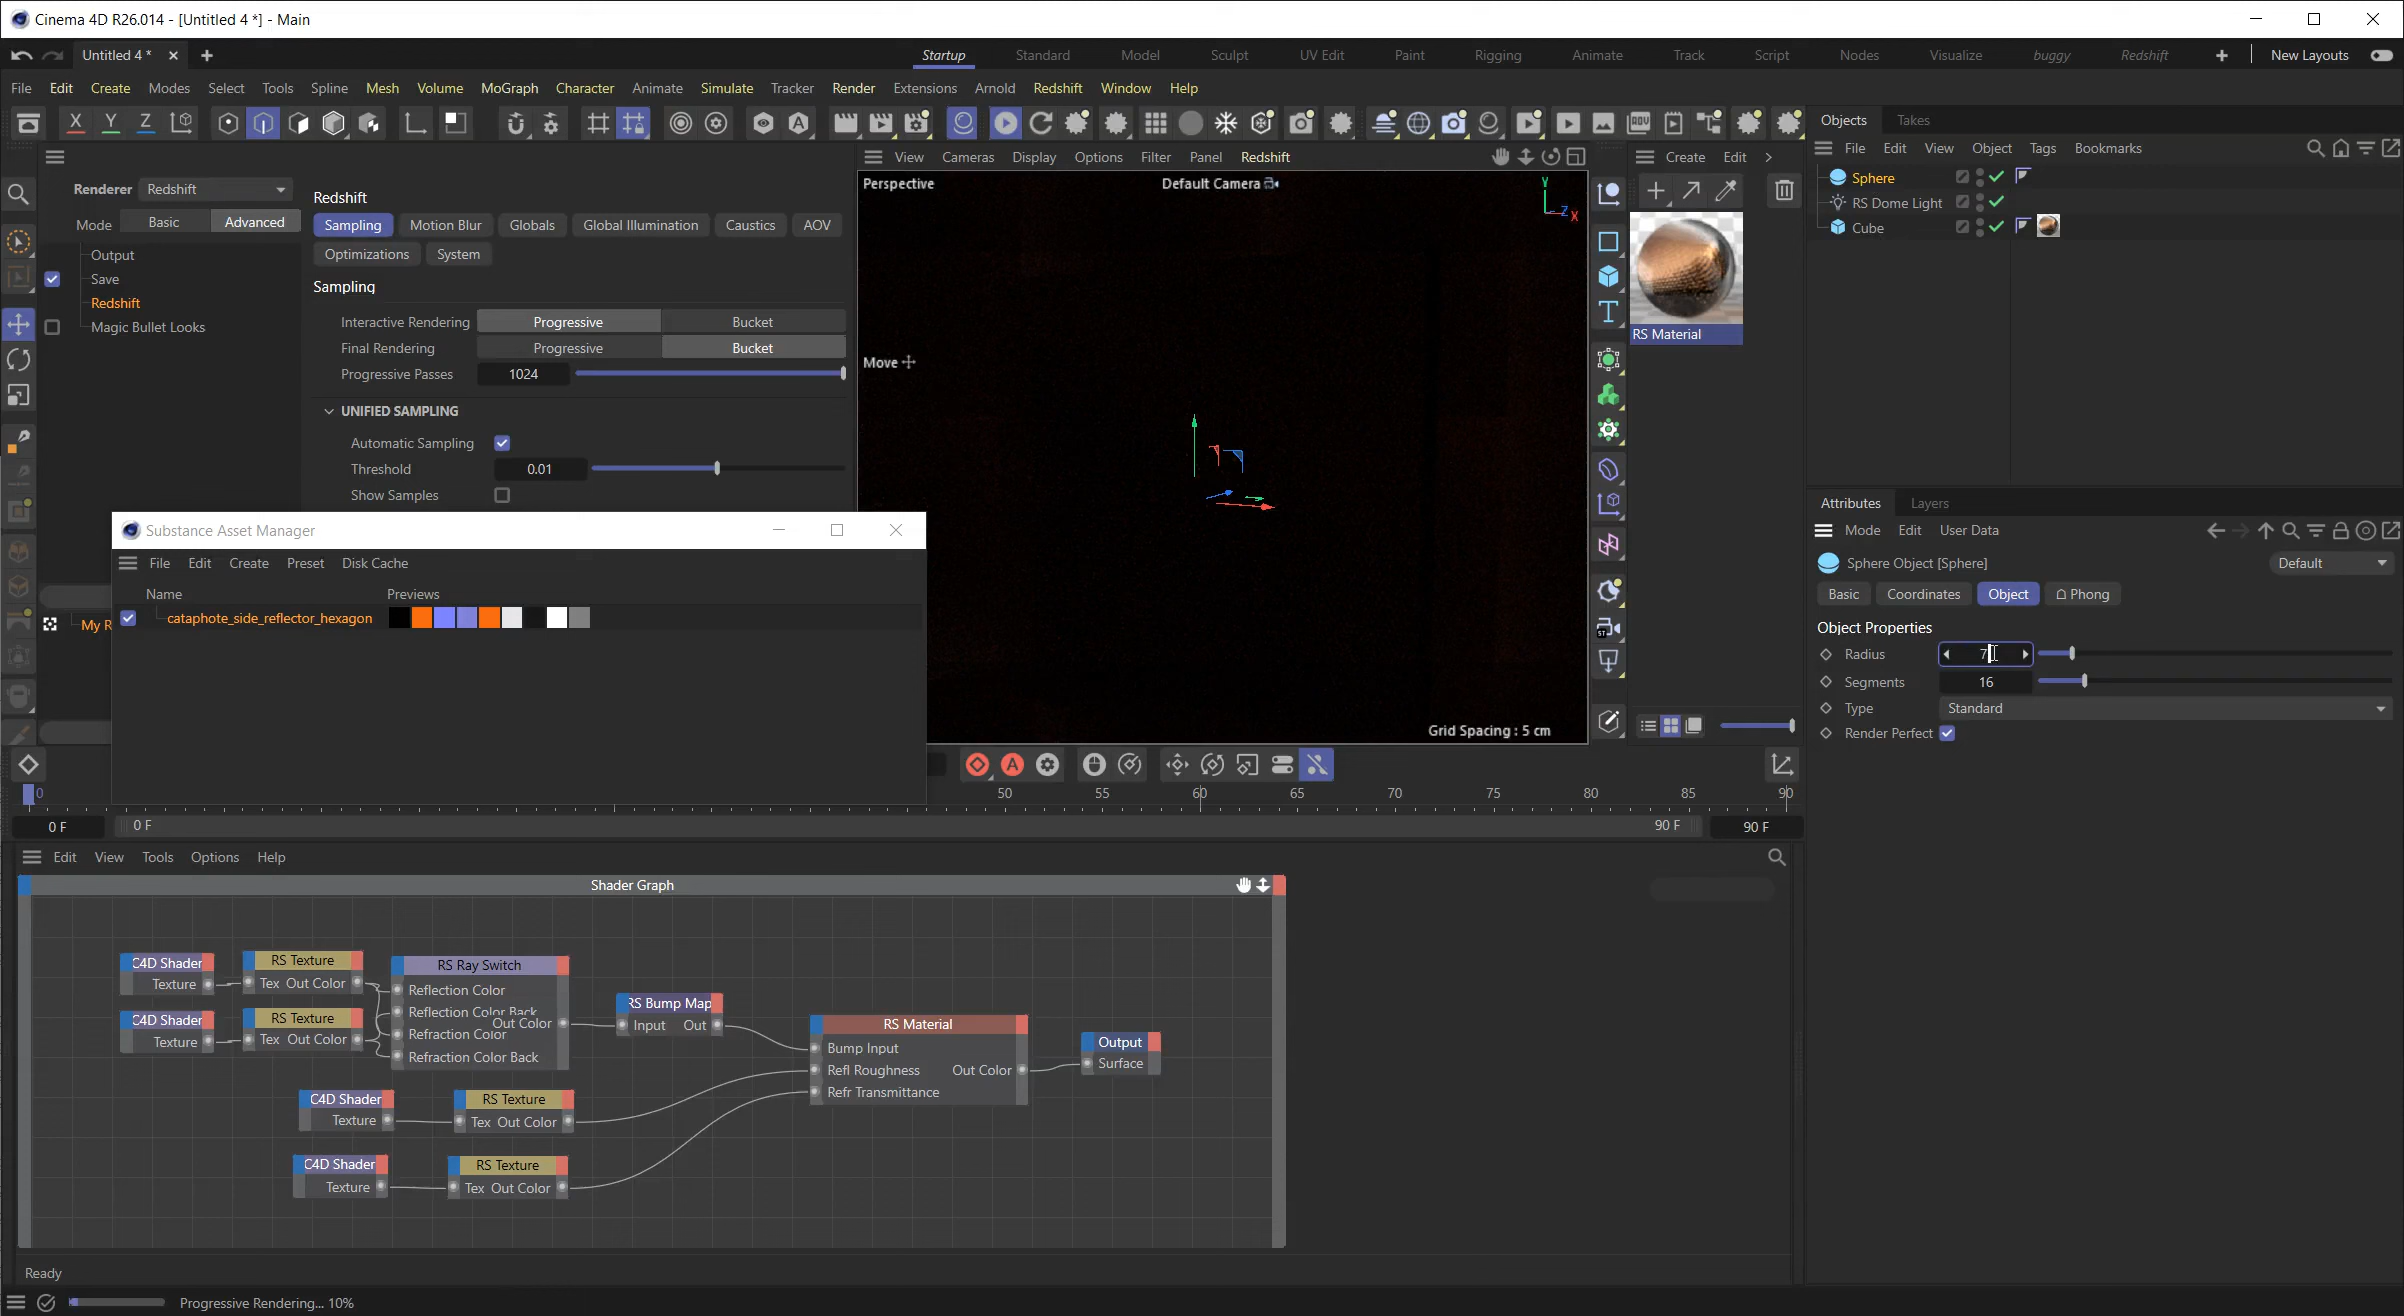 Cinema 4D R26.014 - [Untitled 4 *] - Main
Untitled 4 *
Startup Standard Model Sculpt UV Edit Paint Rigging Animate Track Script Nodes Visualize buggy Redshift New Layouts
File Edit Create Modes Select Tools Spline Mesh Volume MoGraph Character Animate Simulate Tracker Render Extensions Arnold Redshift Window Help
X Y Z
Objects Takes
File Edit View Object Tags Bookmarks
Sphere
RS Dome Light
Cube
Renderer Redshift
Mode Basic Advanced
Output
Save
Redshift
Magic Bullet Looks
My R
Redshift
Sampling Motion Blur Globals Global Illumination Caustics AOV
Optimizations System
Sampling
Interactive Rendering Progressive Bucket
Final Rendering Progressive Bucket
Progressive Passes 1024
UNIFIED SAMPLING
Automatic Sampling
Threshold 0.01
Show Samples
View Cameras Display Options Filter Panel Redshift
Perspective
Default Camera
Y
Z
X
Move
Grid Spacing : 5 cm
Create Edit
RS Material
Substance Asset Manager
File Edit Create Preset Disk Cache
Name Previews
cataphote_side_reflector_hexagon
Attributes Layers
Mode Edit User Data
Sphere Object [Sphere]
Default
Basic Coordinates Object Phong
Object Properties
Radius 7
Segments 16
Type Standard
Render Perfect
0 50 55 60 65 70 75 80 85 90
0 F 0 F 90 F 90 F
Edit View Tools Options Help
Shader Graph
C4D Shader
Texture
RS Texture
Tex Out Color
C4D Shader
Texture
RS Texture
Tex Out Color
RS Ray Switch
Reflection Color
Reflection Color Back
Out Color
Refraction Color
Refraction Color Back
RS Bump Map
Input Out
RS Material
Bump Input
Refl Roughness Out Color
Refr Transmittance
Output
Surface
C4D Shader
Texture
RS Texture
Tex Out Color
C4D Shader
Texture
RS Texture
Tex Out Color
Ready
Progressive Rendering... 10%